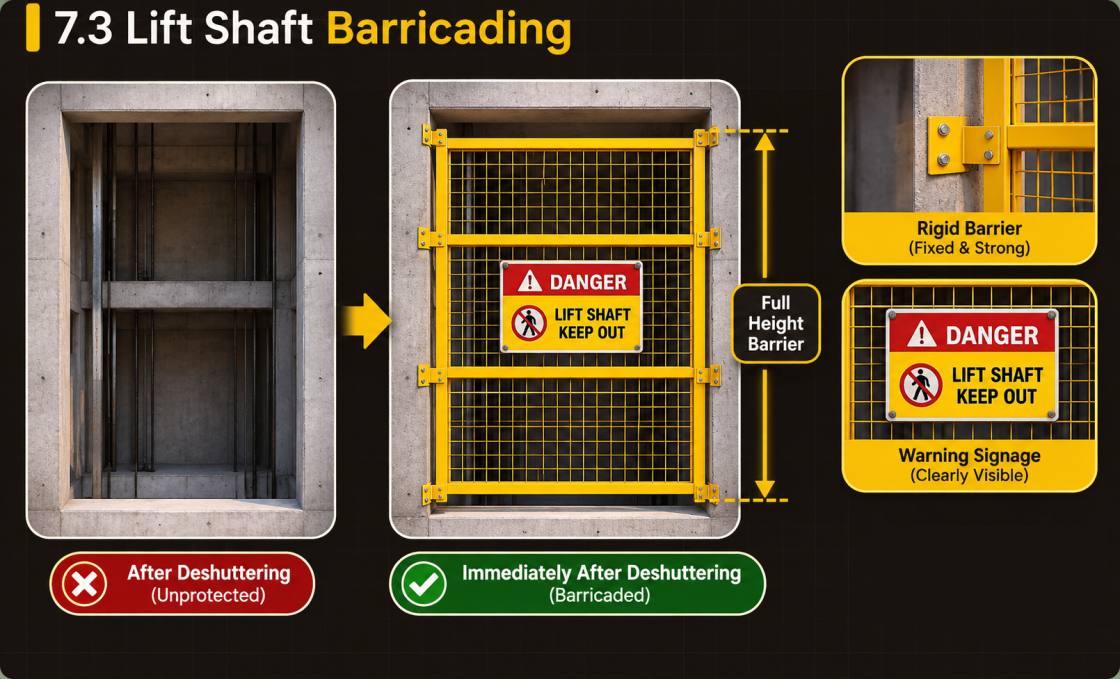 7.3 Lift Shaft Barricading
DANGER
LIFT SHAFT
KEEP OUT
Full
Height
Barrier
Rigid Barrier
(Fixed & Strong)
DANGER
LIFT SHAFT
KEEP OUT
Warning Signage
(Clearly Visible)
After Deshuttering
(Unprotected)
Immediately After Deshuttering
(Barricaded)